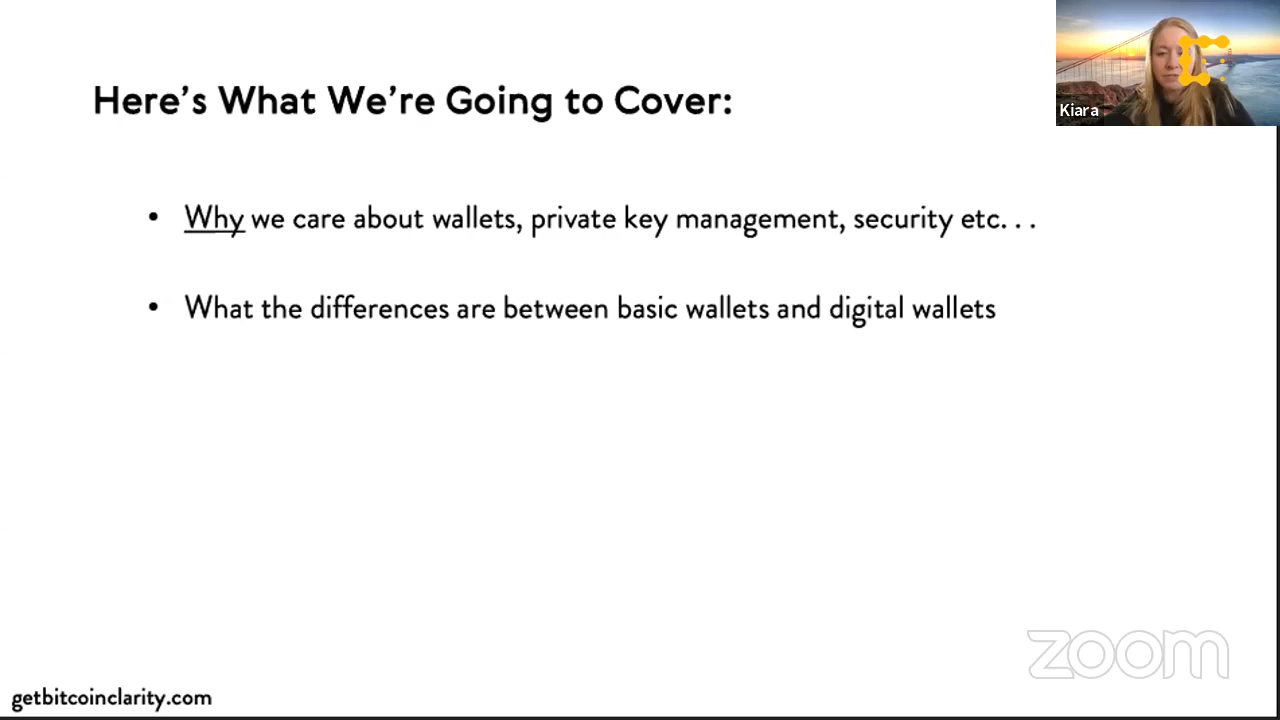 Kiara
Here's What We're Going to Cover:
• Why we care about wallets, private key management, security etc. . .
• What the differences are between basic wallets and digital wallets
zoom
getbitcoinclarity.com